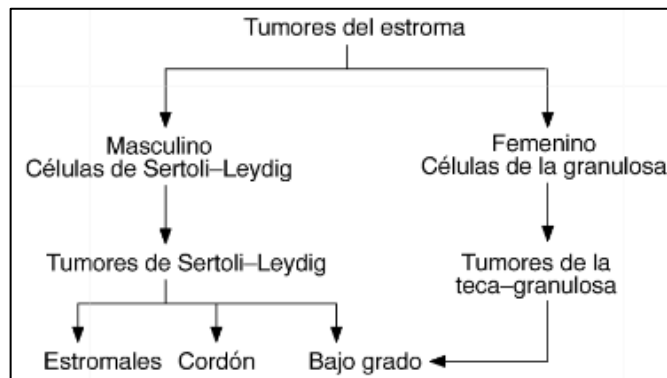 Tumores del estroma
Masculino
Células de Sertoli–Leydig
Femenino
Células de la granulosa
Tumores de Sertoli–Leydig
Tumores de la
teca–granulosa
Estromales
Cordón
Bajo grado